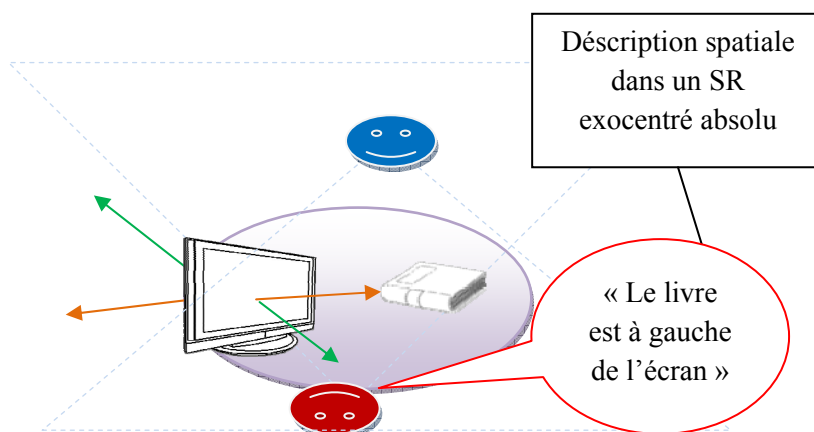 Déscription spatiale
dans un SR
exocentré absolu
« Le livre
est à gauche
de l'écran »